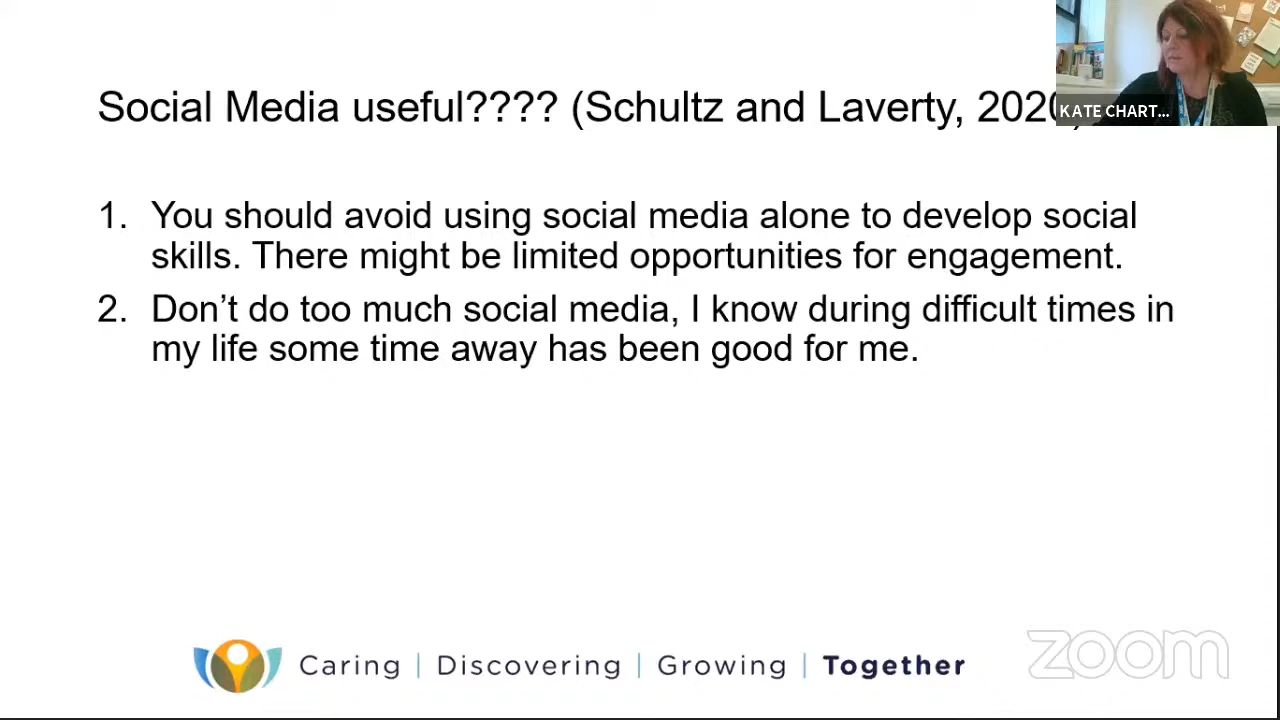 Social Media useful???? (Schultz and Laverty, 2020)
KATE CHART...
1. You should avoid using social media alone to develop social
skills. There might be limited opportunities for engagement.
2. Don’t do too much social media, I know during difficult times in
my life some time away has been good for me.
Caring | Discovering | Growing | Together
zoom